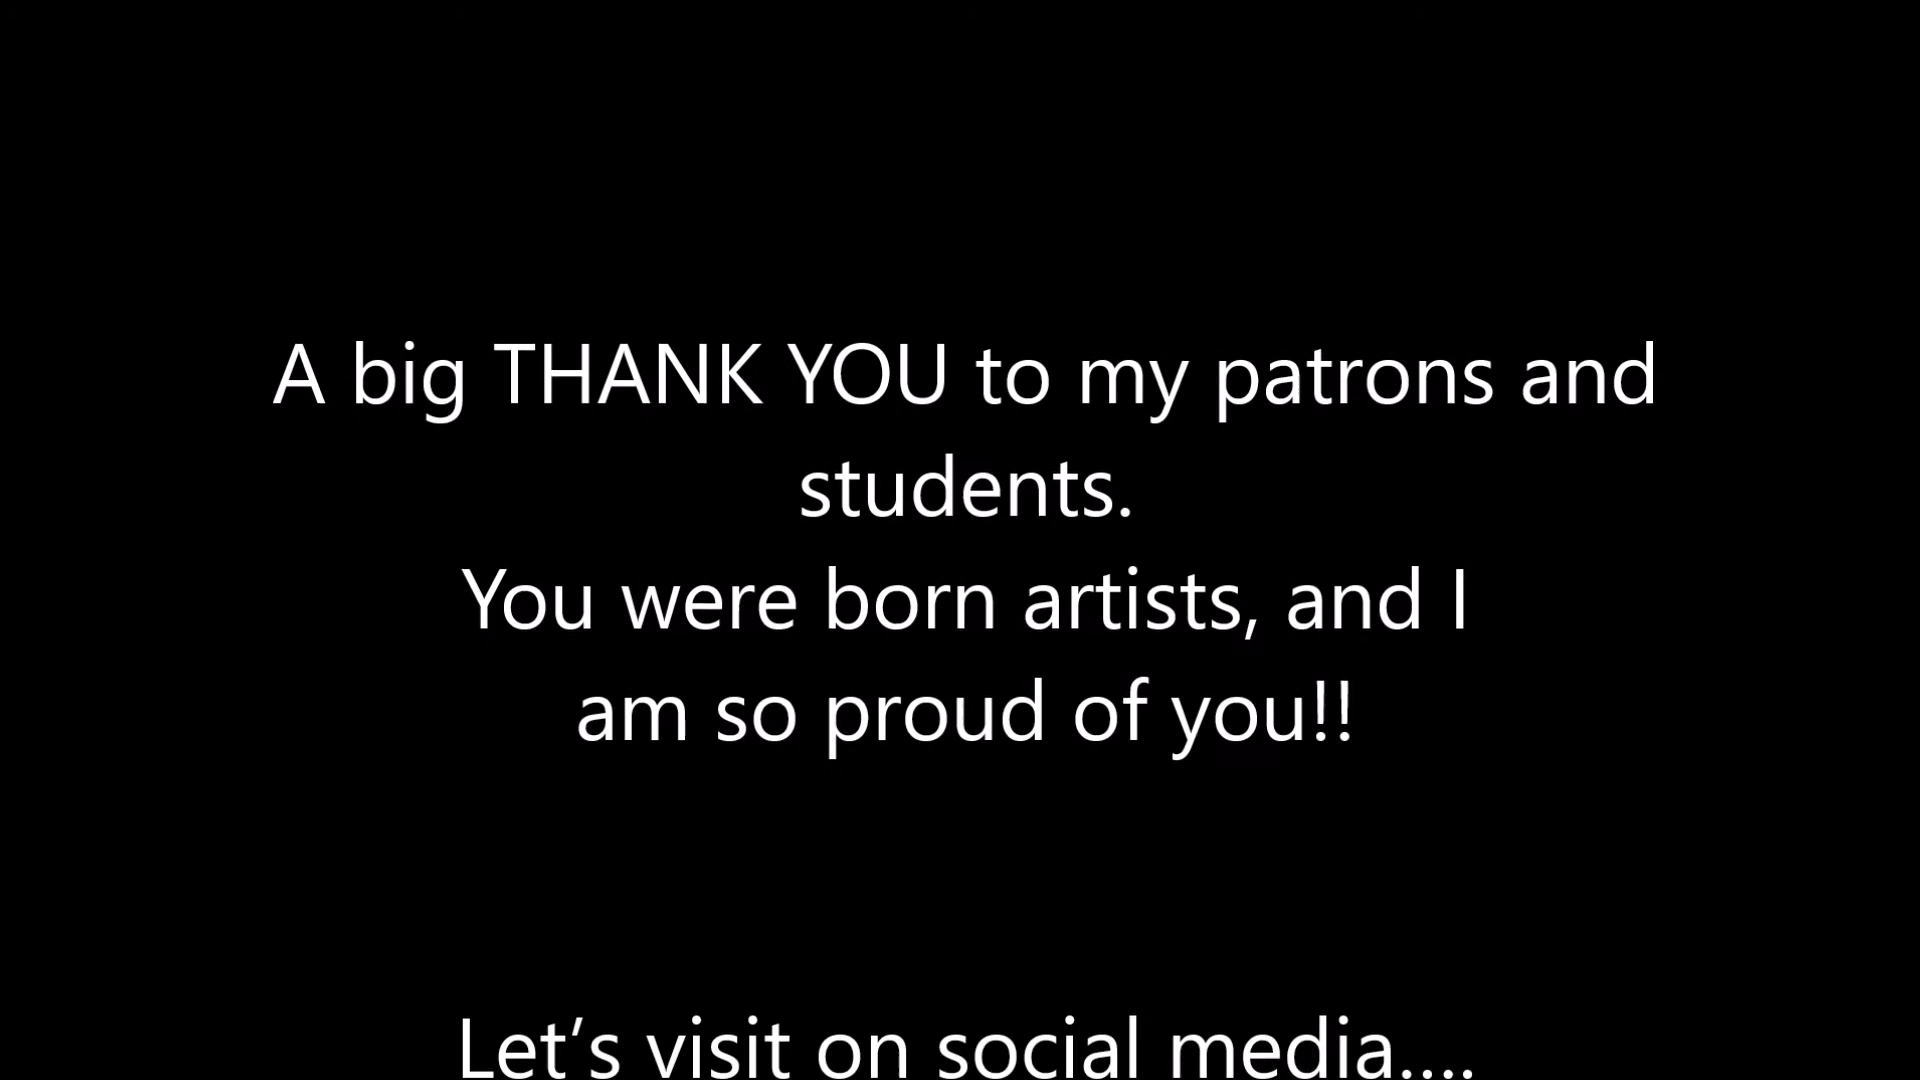 A big THANK YOU to my patrons and
students.
You were born artists, and I
am so proud of you!!
Let’s visit on social media....